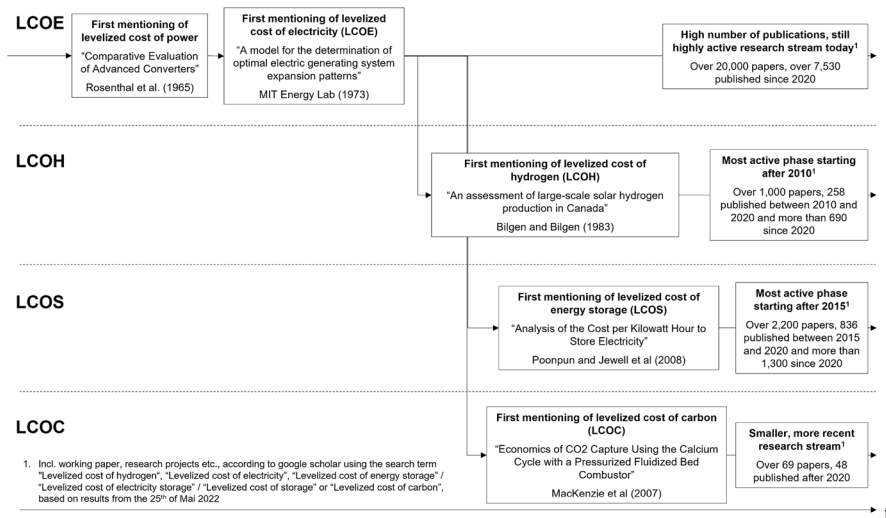 LCOE
First mentioning of
levelized cost of power
“Comparative Evaluation
of Advanced Converters”
Rosenthal et al. (1965)
First mentioning of levelized
cost of electricity (LCOE)
“A model for the determination of
optimal electric generating system
expansion patterns”
MIT Energy Lab (1973)
High number of publications, still
highly active research stream today1
Over 20,000 papers, over 7,530
published since 2020
LCOH
First mentioning of levelized cost of
hydrogen (LCOH)
“An assessment of large-scale solar hydrogen
production in Canada”
Bilgen and Bilgen (1983)
Most active phase starting
after 20101
Over 1,000 papers, 258
published between 2010 and
2020 and more than 690
since 2020
LCOS
First mentioning of levelized cost of
energy storage (LCOS)
“Analysis of the Cost per Kilowatt Hour to
Store Electricity”
Poonpun and Jewell et al (2008)
Most active phase
starting after 20151
Over 2,200 papers, 836
published between 2015
and 2020 and more than
1,300 since 2020
LCOC
First mentioning of levelized cost of carbon
(LCOC)
“Economics of CO2 Capture Using the Calcium
Cycle with a Pressurized Fluidized Bed
Combustor”
MacKenzie et al (2007)
Smaller, more recent
research stream1
Over 69 papers, 48
published after 2020
1. Incl. working paper, research projects etc., according to google scholar using the search term
"Levelized cost of hydrogen“, “Levelized cost of electricity”, “Levelized cost of energy storage” /
“Levelized cost of electricity storage” / “Levelized cost of storage” or “Levelized cost of carbon”,
based on results from the 25th of Mai 2022
t